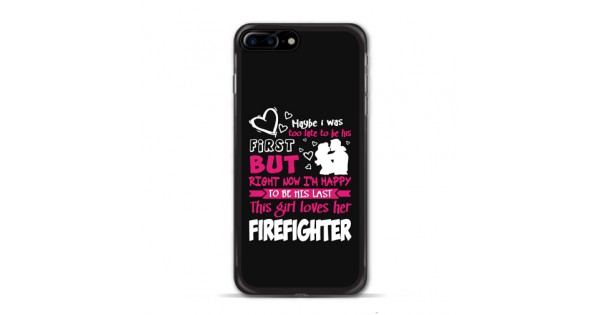 Maybe i was
too late to be his
FiRST
BUT
RIGHT NOW I'M HAPPY
TO BE HIS LAST
This girl loves her
FIREFIGHTER